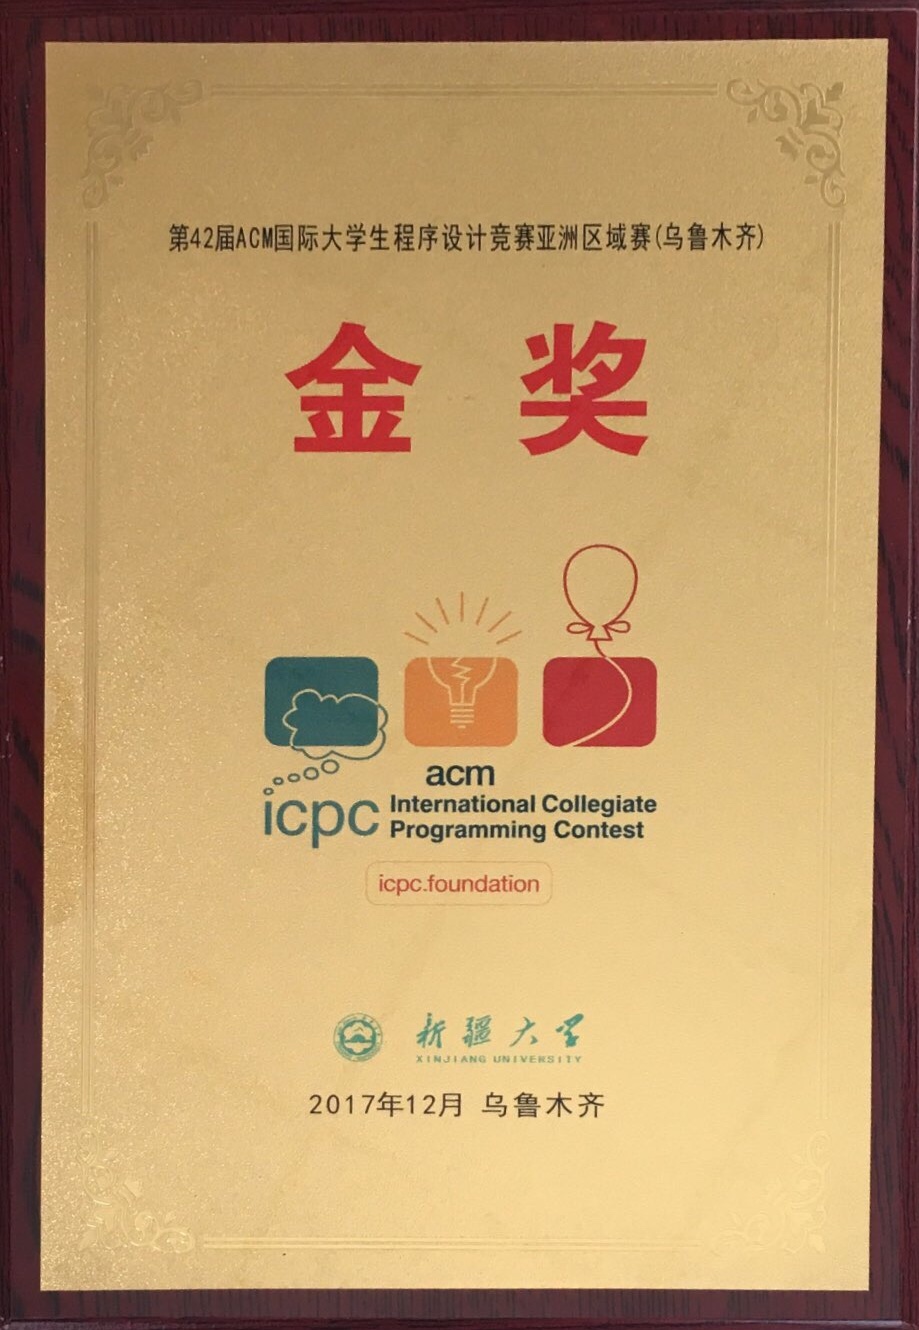 第42届ACM国际大学生程序设计竞赛亚洲区域赛(乌鲁木齐)
金奖
acm
icpc International Collegiate
Programming Contest
icpc.foundation
新疆大学
XINJIANG UNIVERSITY
2017年12月 乌鲁木齐